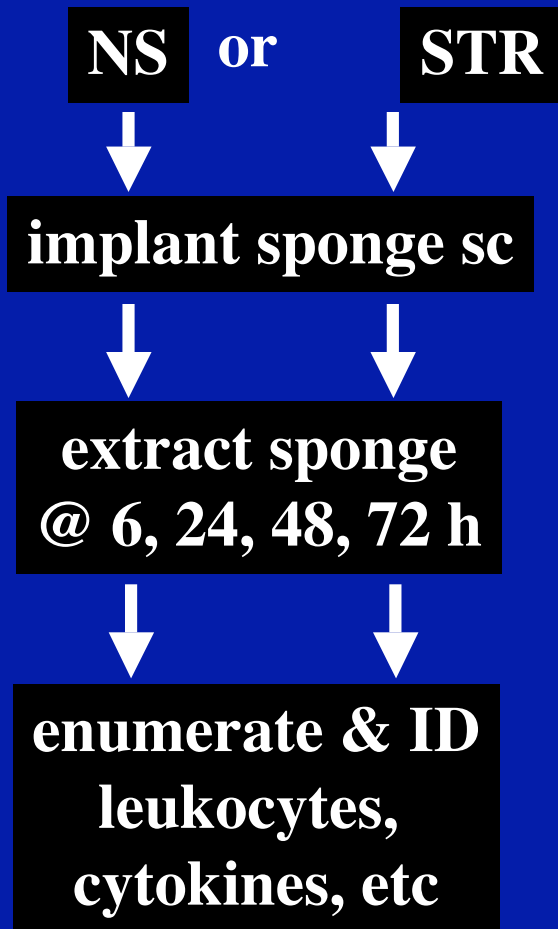 NS or STR
implant sponge sc
extract sponge
@ 6, 24, 48, 72 h
enumerate & ID
leukocytes,
cytokines, etc